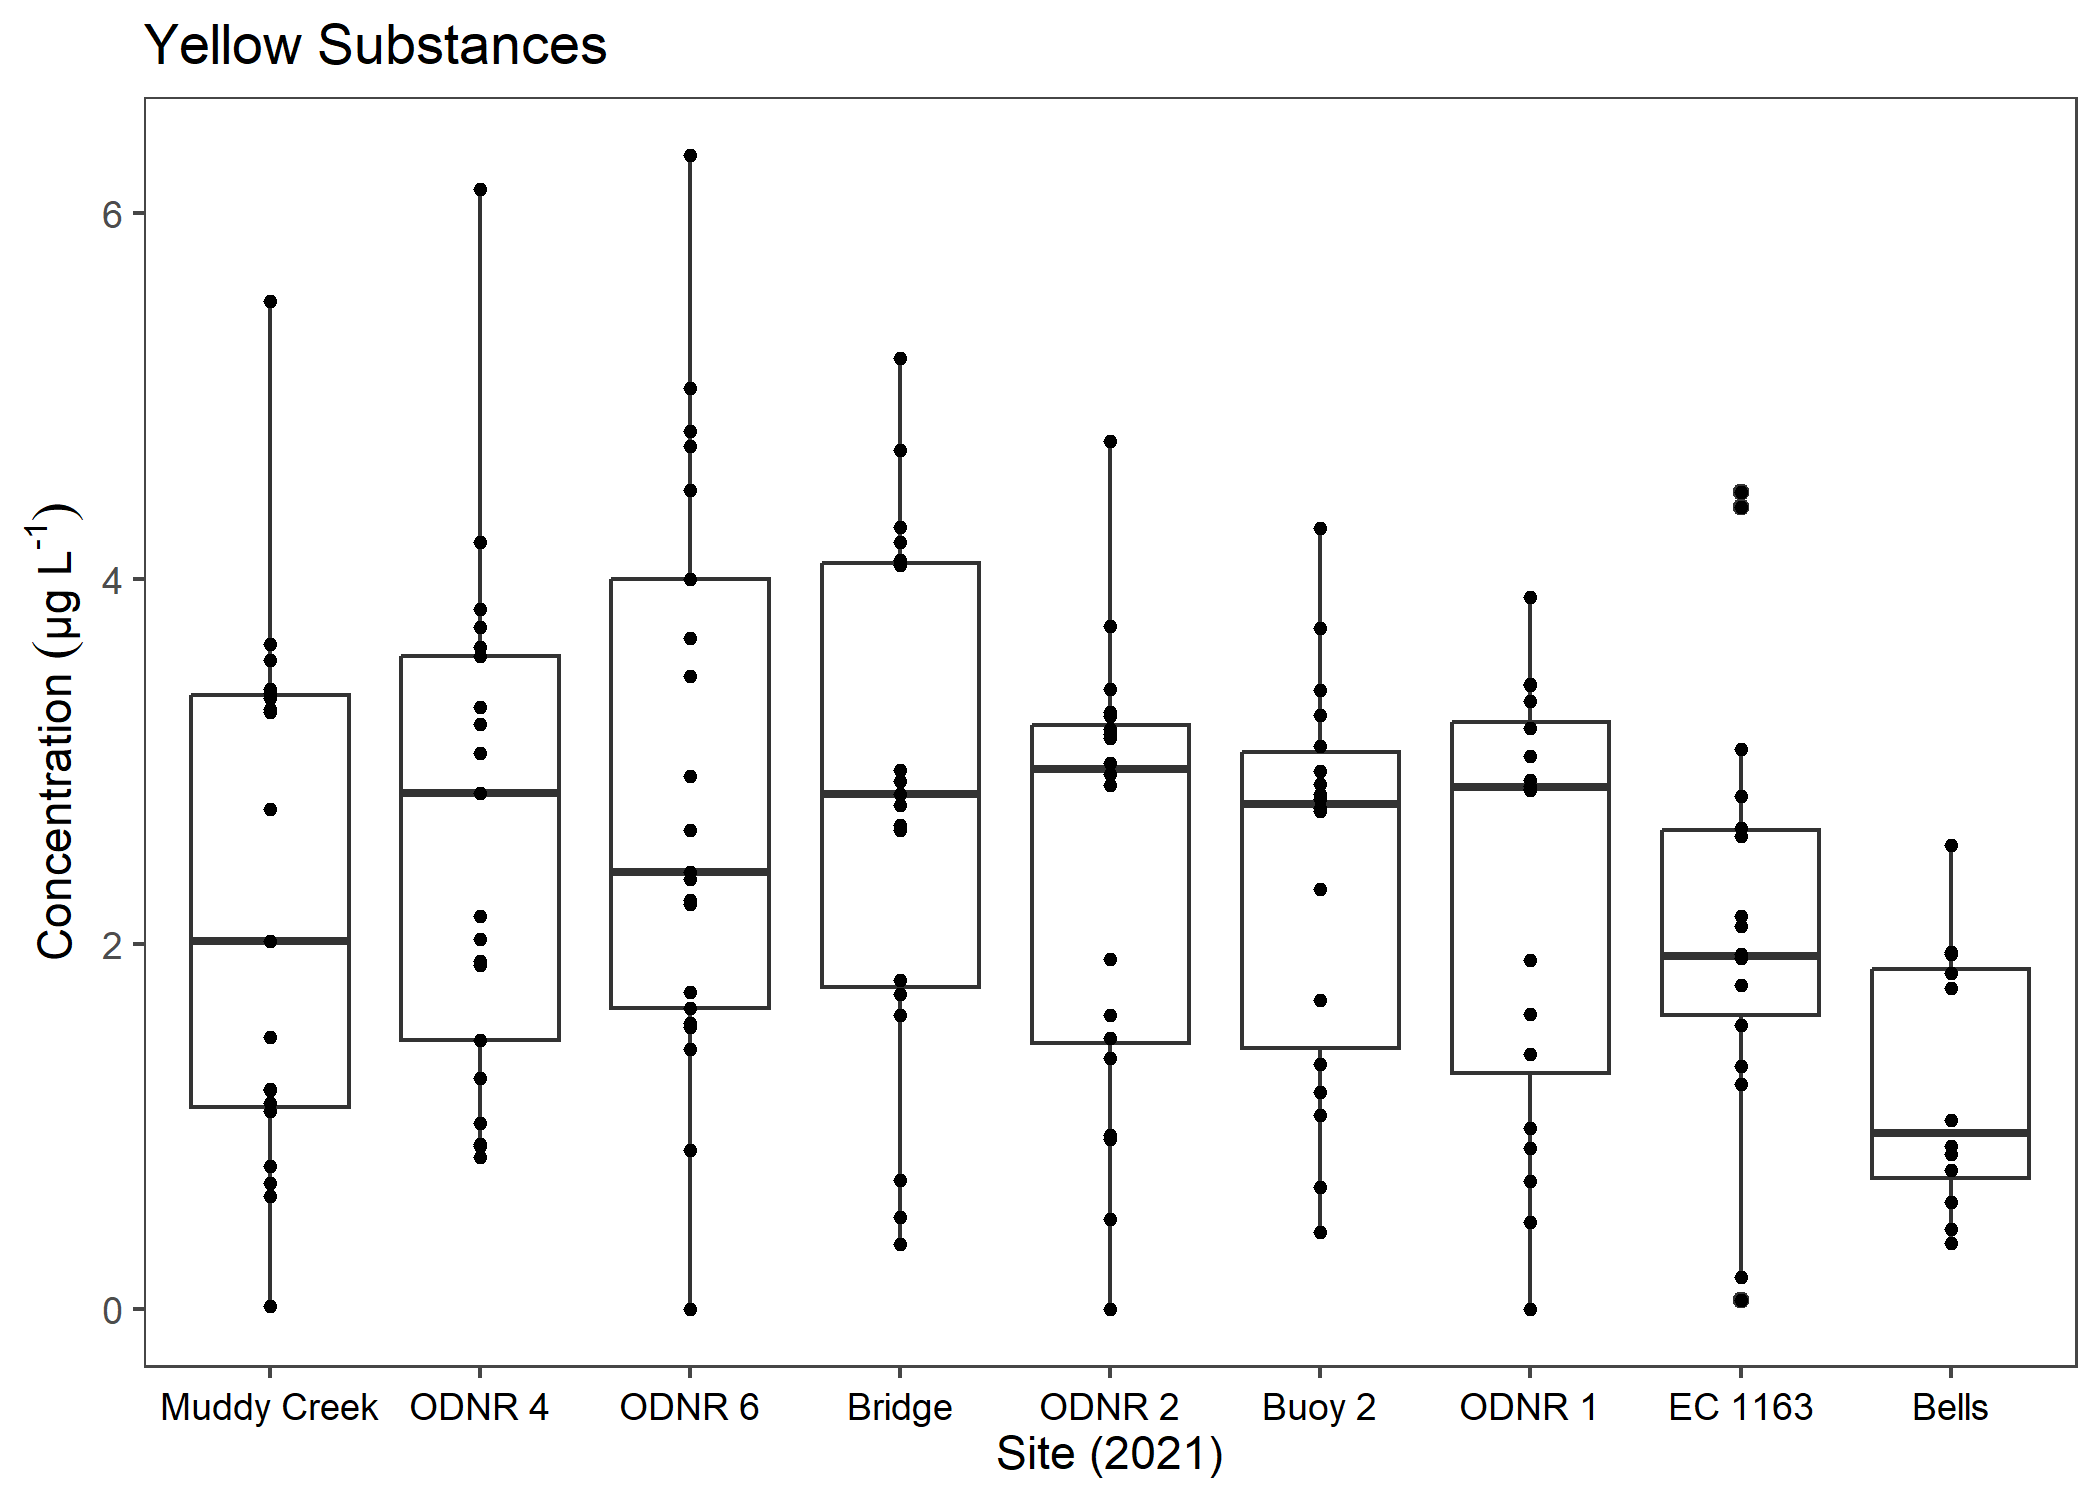 Yellow Substances
Concentration (µg L⁻¹)
6
4
2
0
Muddy Creek ODNR 4 ODNR 6 Bridge ODNR 2 Buoy 2 ODNR 1 EC 1163 Bells
Site (2021)